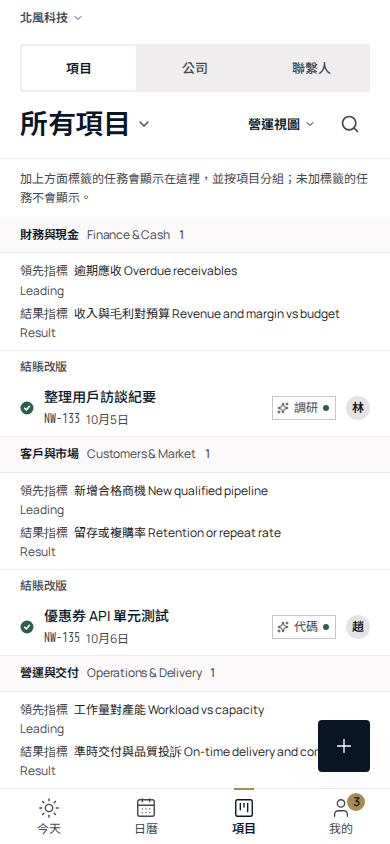 北風科技
項目 公司 聯繫人
所有項目 營運視圖
加上方面標籤的任務會顯示在這裡，並按項目分組；未加標籤的任
務不會顯示。
財務與現金 Finance & Cash 1
領先指標 逾期應收 Overdue receivables
Leading
結果指標 收入與毛利對預算 Revenue and margin vs budget
Result
結賬改版
整理用戶訪談紀要
NW-133 10月5日 調研 林
客戶與市場 Customers & Market 1
領先指標 新增合格商機 New qualified pipeline
Leading
結果指標 留存或複購率 Retention or repeat rate
Result
結賬改版
優惠券 API 單元測試
NW-135 10月6日 代碼 趙
營運與交付 Operations & Delivery 1
領先指標 工作量對產能 Workload vs capacity
Leading
結果指標 準時交付與品質投訴 On-time delivery and
Result
3
今天 日曆 項目 我的